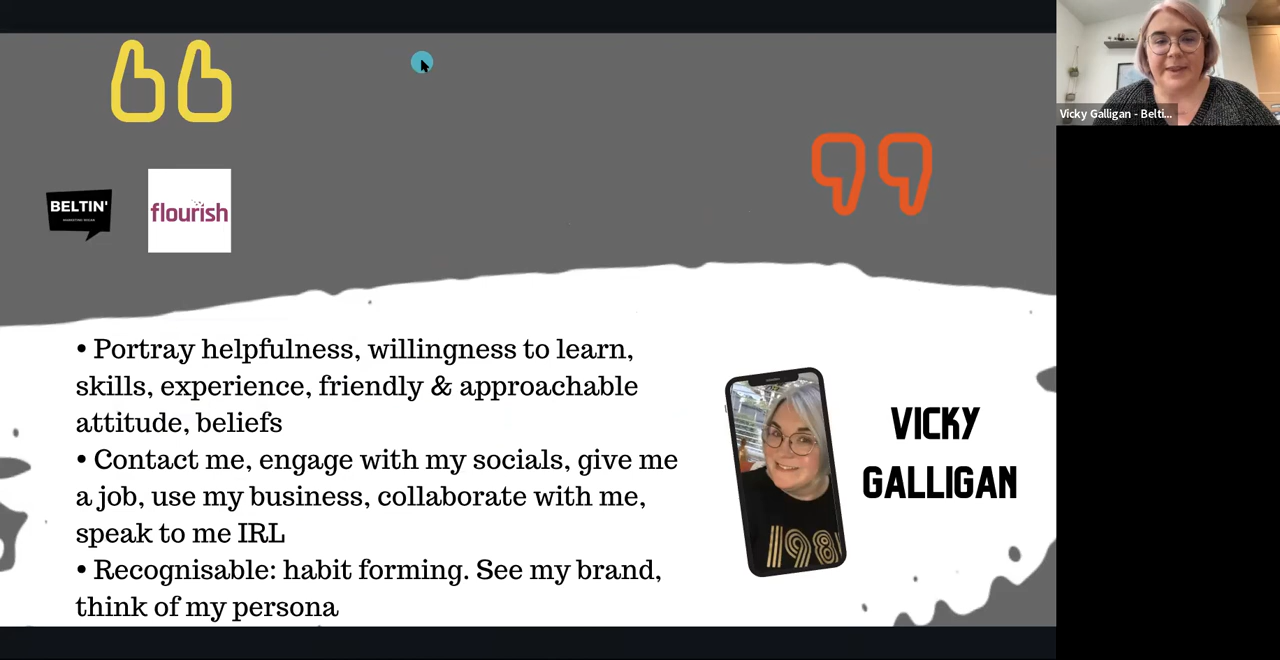 BELTIN'
flourish
• Portray helpfulness, willingness to learn,
skills, experience, friendly & approachable
attitude, beliefs
• Contact me, engage with my socials, give me
a job, use my business, collaborate with me,
speak to me IRL
• Recognisable: habit forming. See my brand,
think of my persona
198
VICKY
GALLIGAN
Vicky Galligan - Belti...